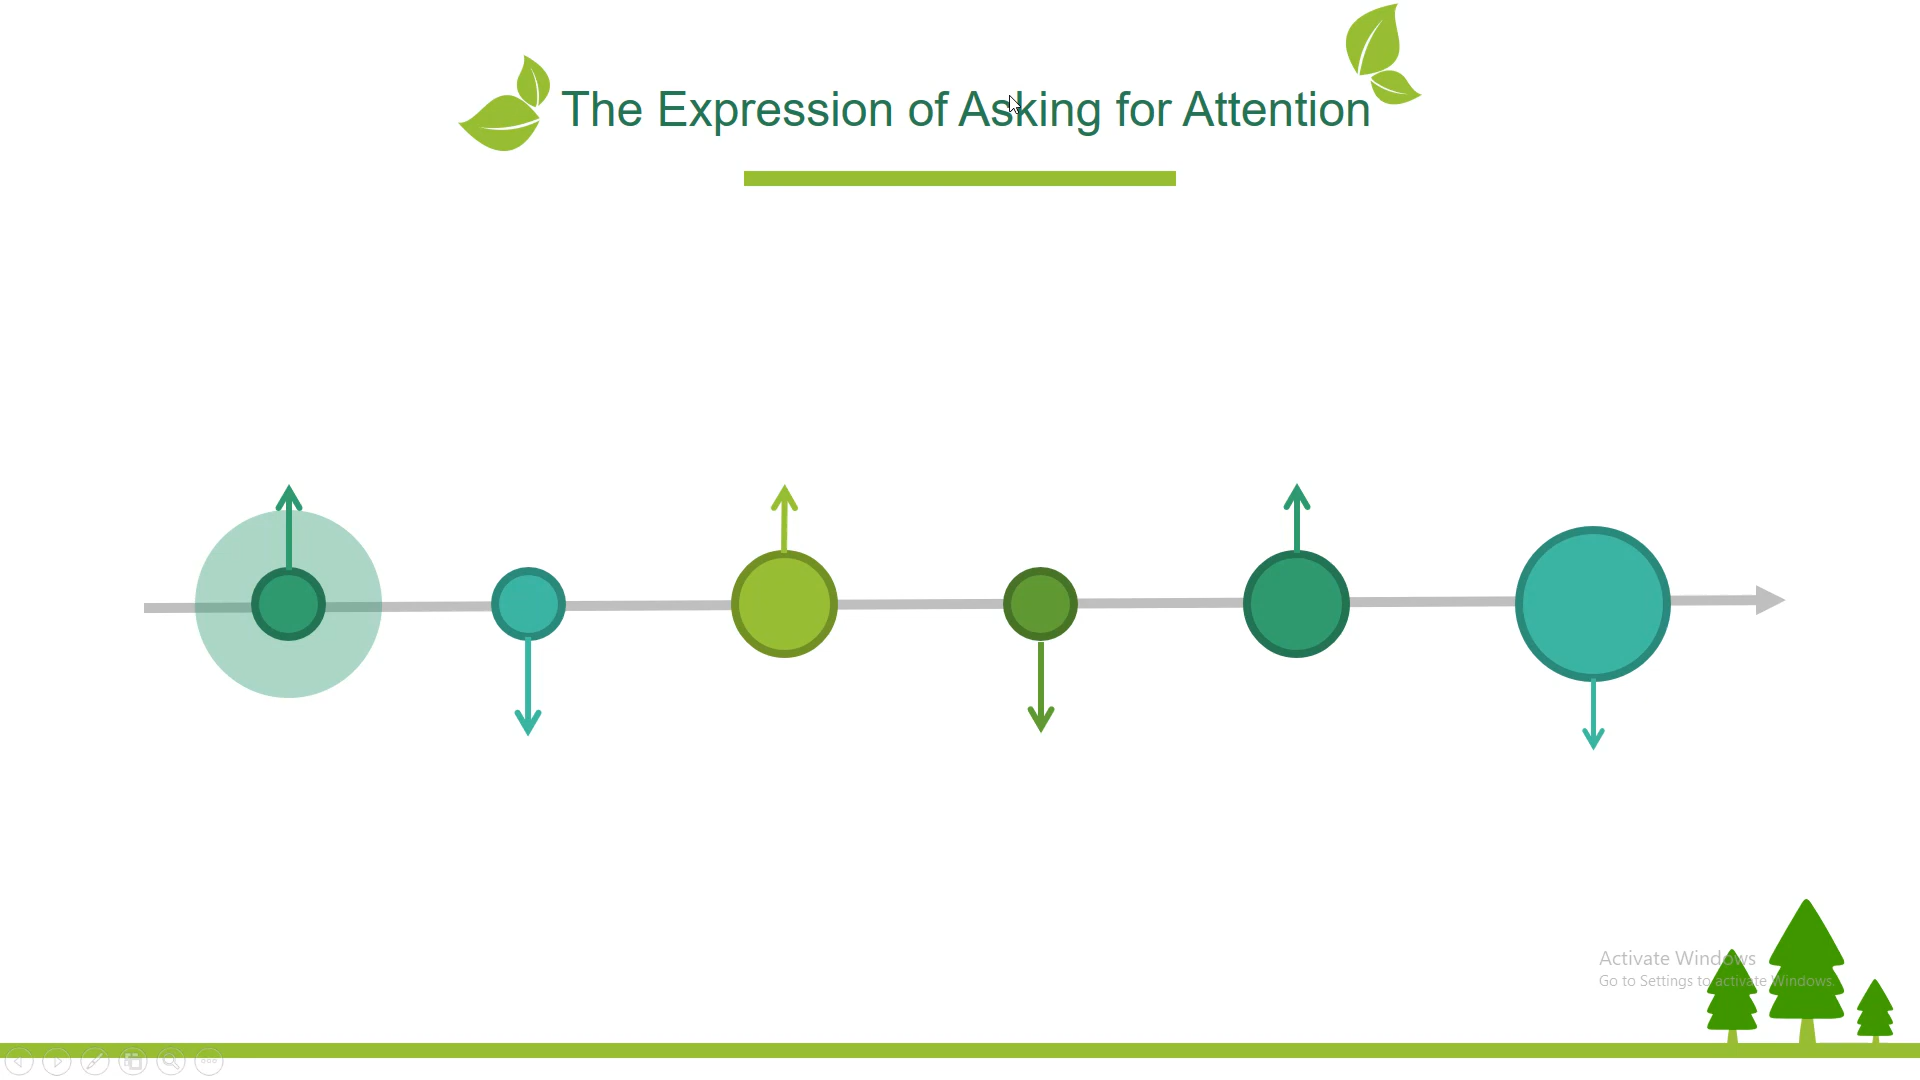 The Expression of Asking for Attention
Activate Windows
Go to Settings to activate Windows.